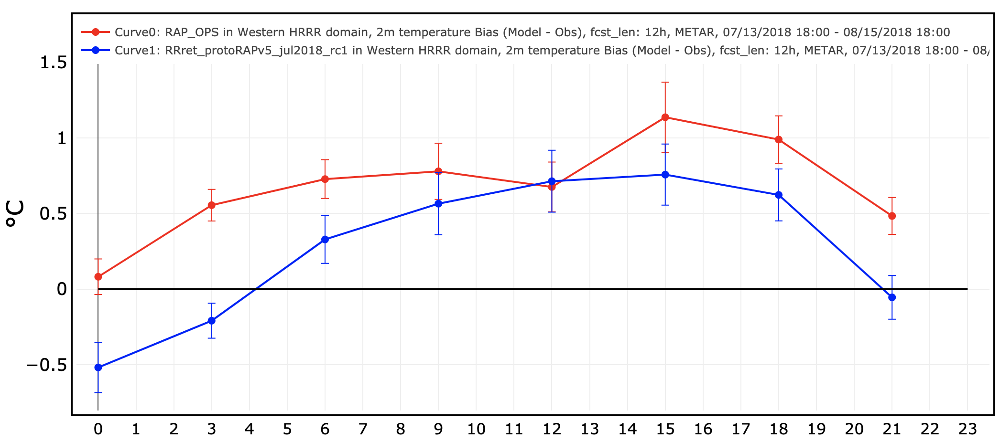 Curve0: RAP_OPS in Western HRRR domain, 2m temperature Bias (Model - Obs), fcst_len: 12h, METAR, 07/13/2018 18:00 - 08/15/2018 18:00
Curve1: RRret_protoRAPv5_jul2018_rc1 in Western HRRR domain, 2m temperature Bias (Model - Obs), fcst_len: 12h, METAR, 07/13/2018 18:00 - 08/
1.5
1
0.5
0
−0.5
°C
0 1 2 3 4 5 6 7 8 9 10 11 12 13 14 15 16 17 18 19 20 21 22 23